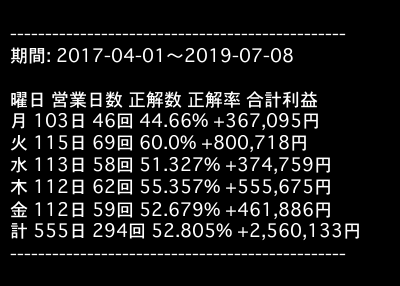 ------------------------------------------------
期間: 2017-04-01〜2019-07-08
曜日 営業日数 正解数 正解率 合計利益
月 103日 46回 44.66% +367,095円
火 115日 69回 60.0% +800,718円
水 113日 58回 51.327% +374,759円
木 112日 62回 55.357% +555,675円
金 112日 59回 52.679% +461,886円
計 555日 294回 52.805% +2,560,133円
------------------------------------------------